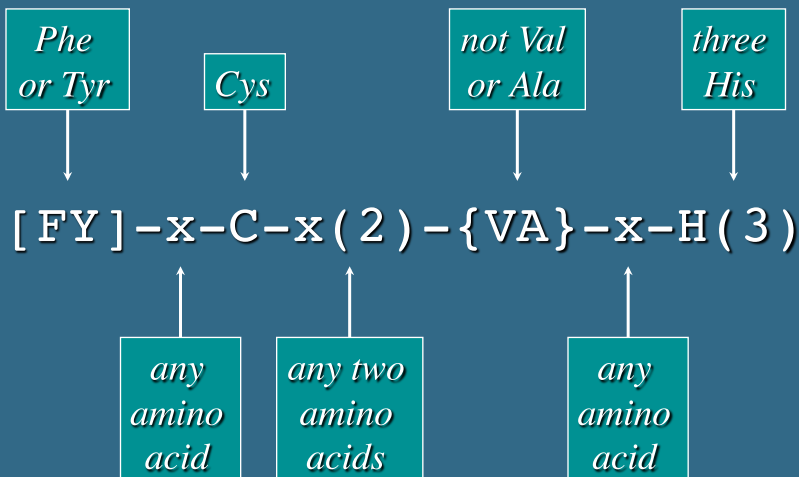 Phe
or Tyr
Cys
not Val
or Ala
three
His
[FY]-x-C-x(2)-{VA}-x-H(3)
any
amino
acid
any two
amino
acids
any
amino
acid